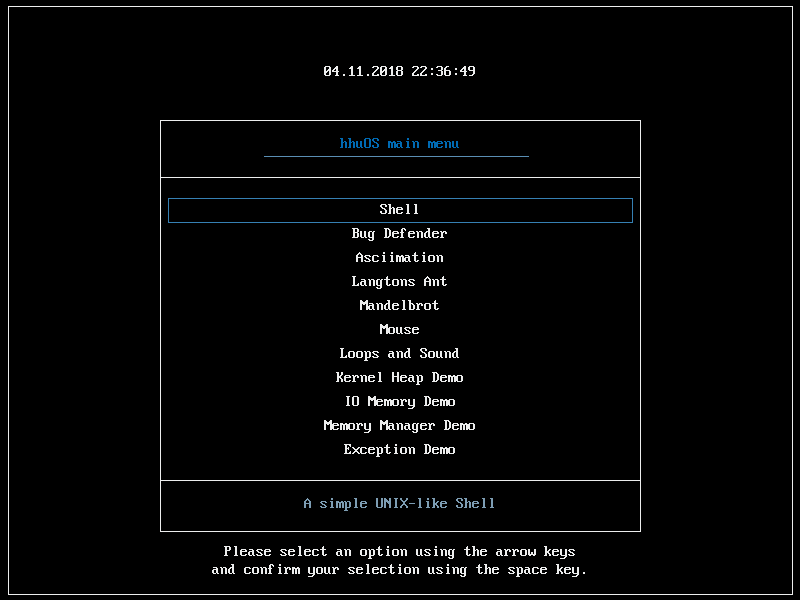 04.11.2018 22:36:49
hhuOS main menu
Shell
Bug Defender
Asciimation
Langtons Ant
Mandelbrot
Mouse
Loops and Sound
Kernel Heap Demo
IO Memory Demo
Memory Manager Demo
Exception Demo
A simple UNIX-like Shell
Please select an option using the arrow keys
and confirm your selection using the space key.